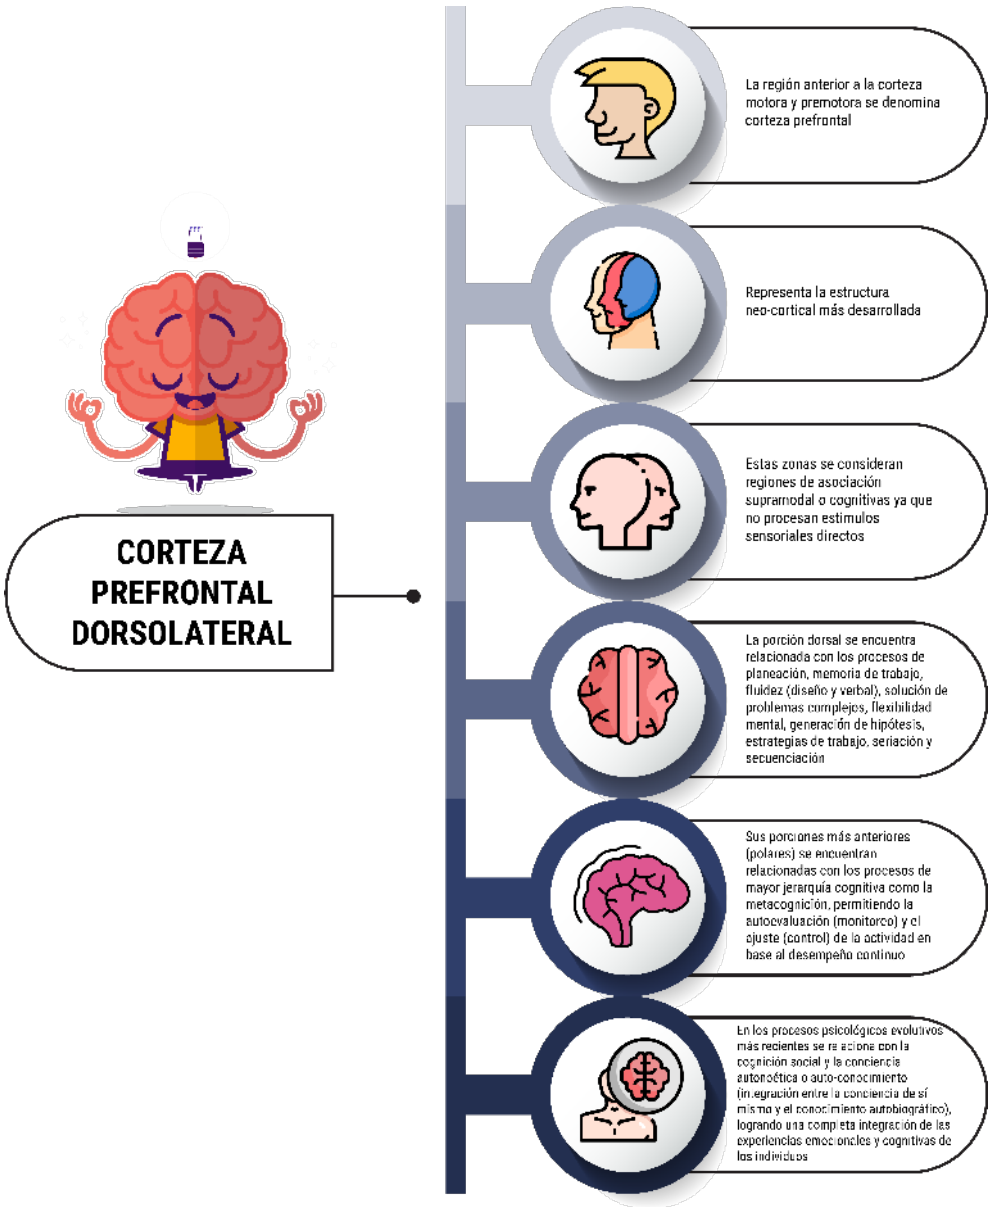 CORTEZA
PREFRONTAL
DORSOLATERAL
La región anterior a la corteza
motora y premotora se denomina
corteza prefrontal
Representa la estructura
neo-cortical más desarrollada
Estas zonas se consideran
regiones de asociación
supramodal o cognitivas ya que
no procesan estimulos
sensoriales directos
La porción dorsal se encuentra
relacionada con los procesos de
planeación, memoria de trabajo,
fluidez (diseño y verbal), solución de
problemas complejos, flexibilidad
mental, generación de hipótesis,
estrategias de trabajo, seriación y
secuenciación
Sus porciones más anteriores
(polares) se encuentran
relacionadas con los procesos de
mayor jerarquía cognitiva como la
metacognición, permitiendo la
autoevaluación (monitoreo) y el
ajuste (control) de la actividad en
base al desempeño continuo
En los procesos psicológicos evolutivos
más recientes se relaciona con la
cognición social y la conciencia
autonoética o auto-conocimiento
(integración entre la conciencia de sí
mismo y el conocimiento autobiográfico),
logrando una completa integración de las
experiencias emocionales y cognitivas de
los individuos